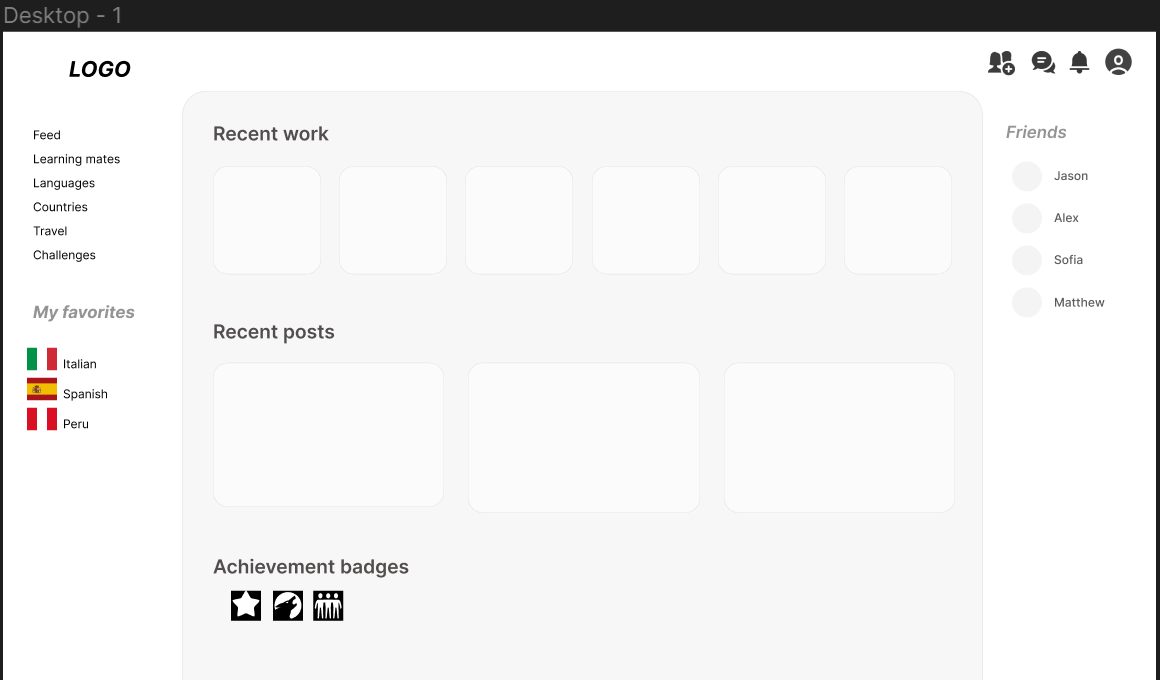 Desktop - 1
LOGO
Feed
Learning mates
Languages
Countries
Travel
Challenges
My favorites
Italian
Spanish
Peru
Recent work
Recent posts
Achievement badges
Friends
Jason
Alex
Sofia
Matthew